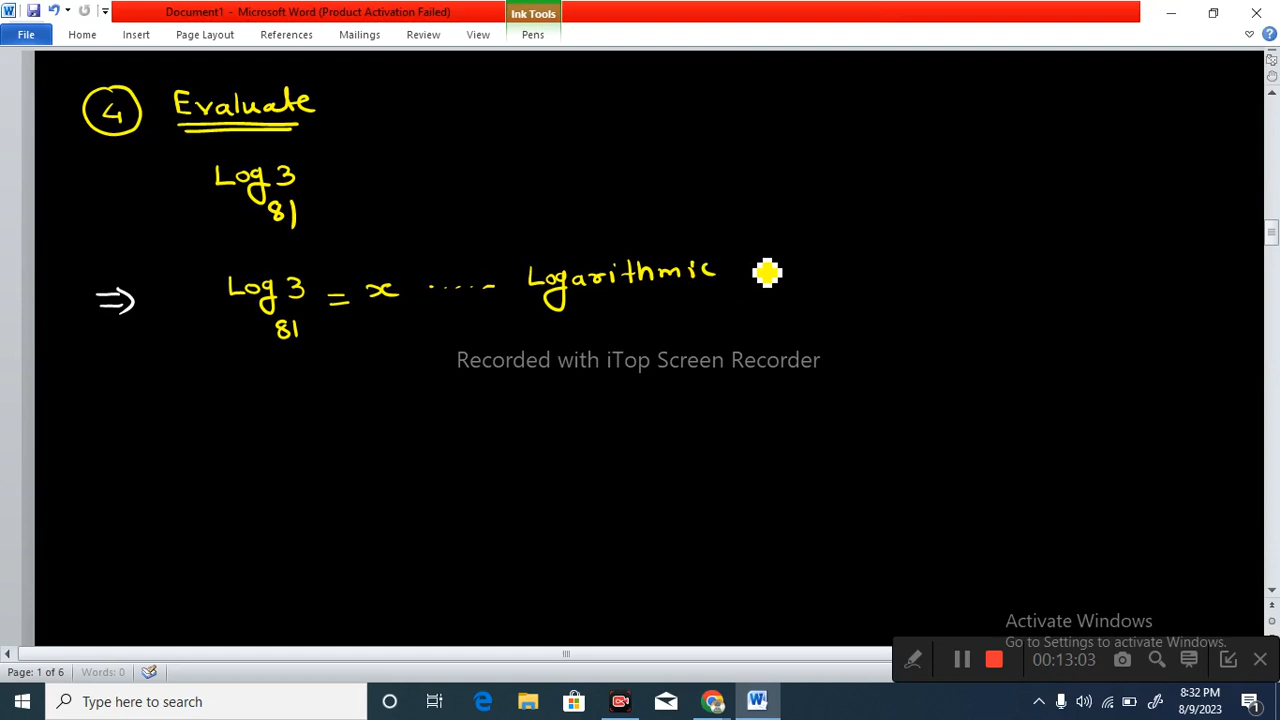 Document1 - Microsoft Word (Product Activation Failed)
Ink Tools
File Home Insert Page Layout References Mailings Review View Pens
4 Evaluate
Log 3
81
⇒ Log 3 = x ..... Logarithmic
81
Recorded with iTop Screen Recorder
Activate Windows
Go to Settings to activate Windows.
00:13:03
Page: 1 of 6 Words: 0
Type here to search
8:32 PM
8/9/2023